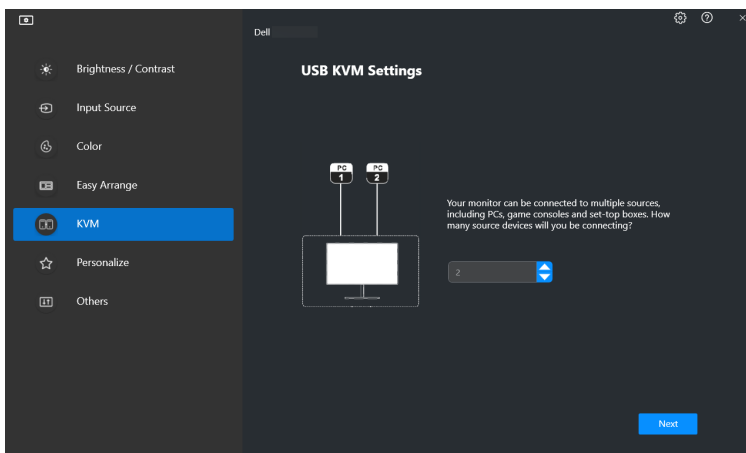 Dell
Brightness / Contrast
Input Source
Color
Easy Arrange
KVM
Personalize
Others
USB KVM Settings
PC
1
PC
2
Your monitor can be connected to multiple sources,
including PCs, game consoles and set-top boxes. How
many source devices will you be connecting?
2
Next